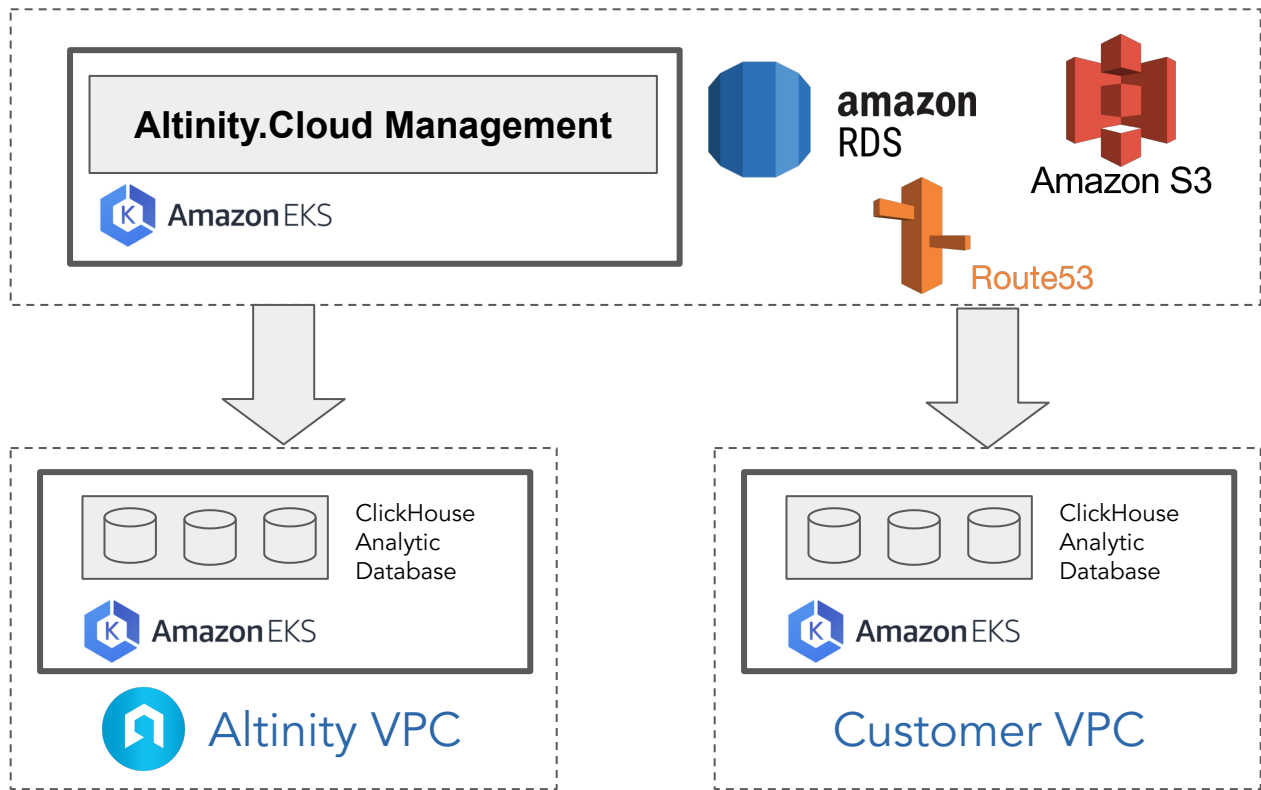 Altinity.Cloud Management
Amazon EKS
amazon
RDS
Amazon S3
Route53
ClickHouse
Analytic
Database
K
Amazon EKS
Altinity VPC
ClickHouse
Analytic
Database
K
Amazon EKS
Customer VPC